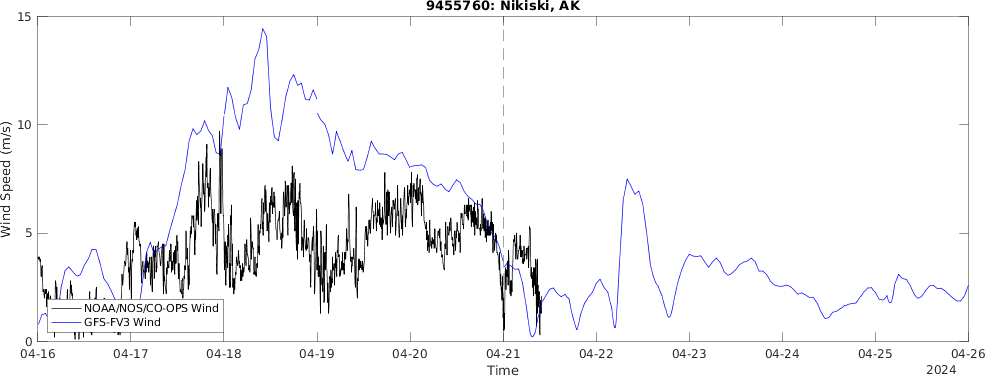 9455760: Nikiski, AK
15
10
5
0
Wind Speed (m/s)
NOAA/NOS/CO-OPS Wind
GFS-FV3 Wind
04-16 04-17 04-18 04-19 04-20 04-21 04-22 04-23 04-24 04-25 04-26
Time
2024